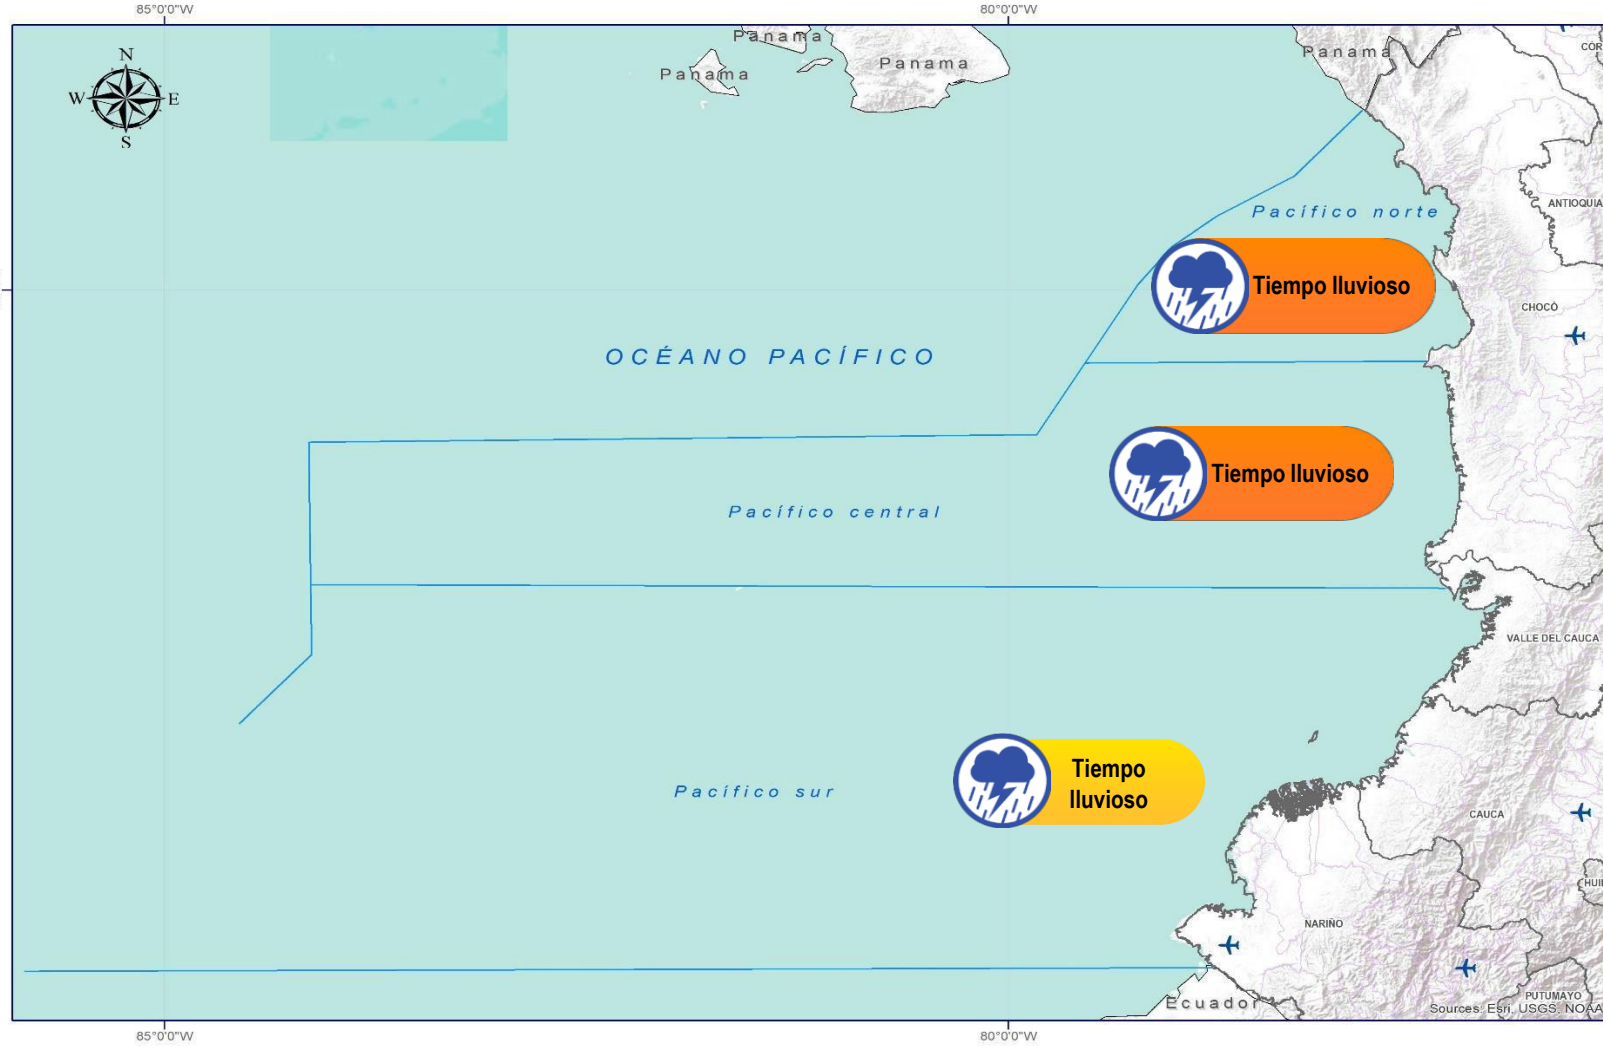 85°0'0"W
80°0'0"W
N
W
E
S
Panama
Panama
Panama
Panama
CÓR
ANTIOQUIA
Pacífico norte
Tiempo lluvioso
CHOCÓ
OCÉANO PACÍFICO
Tiempo lluvioso
Pacífico central
VALLE DEL CAUCA
Tiempo
lluvioso
Pacífico sur
CAUCA
HUI
NARIÑO
PUTUMAYO
Ecuador
Sources: Esri, USGS, NOAA
85°0'0"W
80°0'0"W